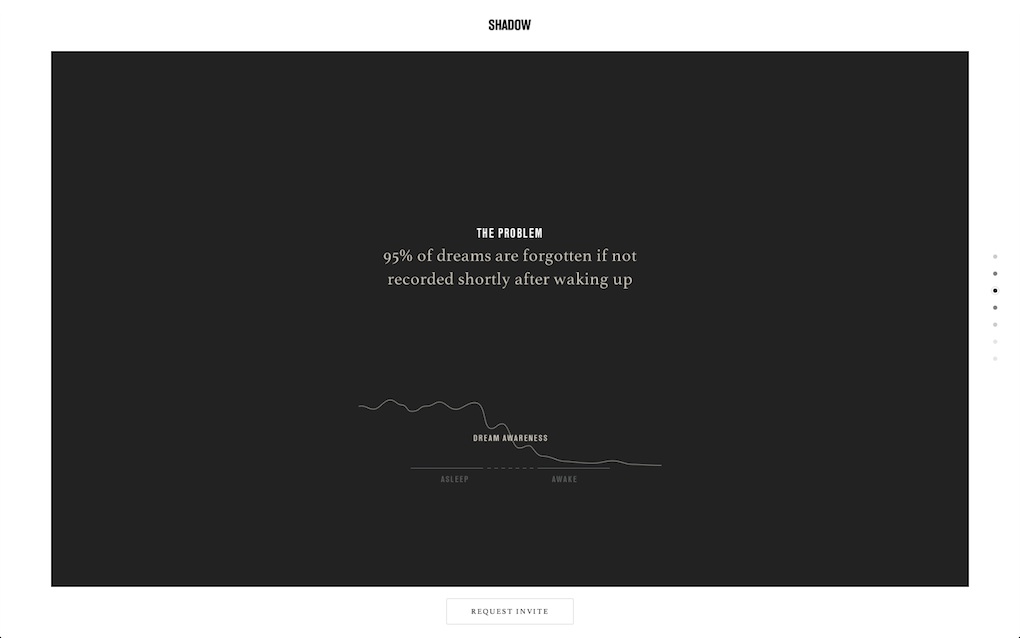 SHADOW
THE PROBLEM
95% of dreams are forgotten if not
recorded shortly after waking up
DREAM AWARENESS
ASLEEP AWAKE
REQUEST INVITE